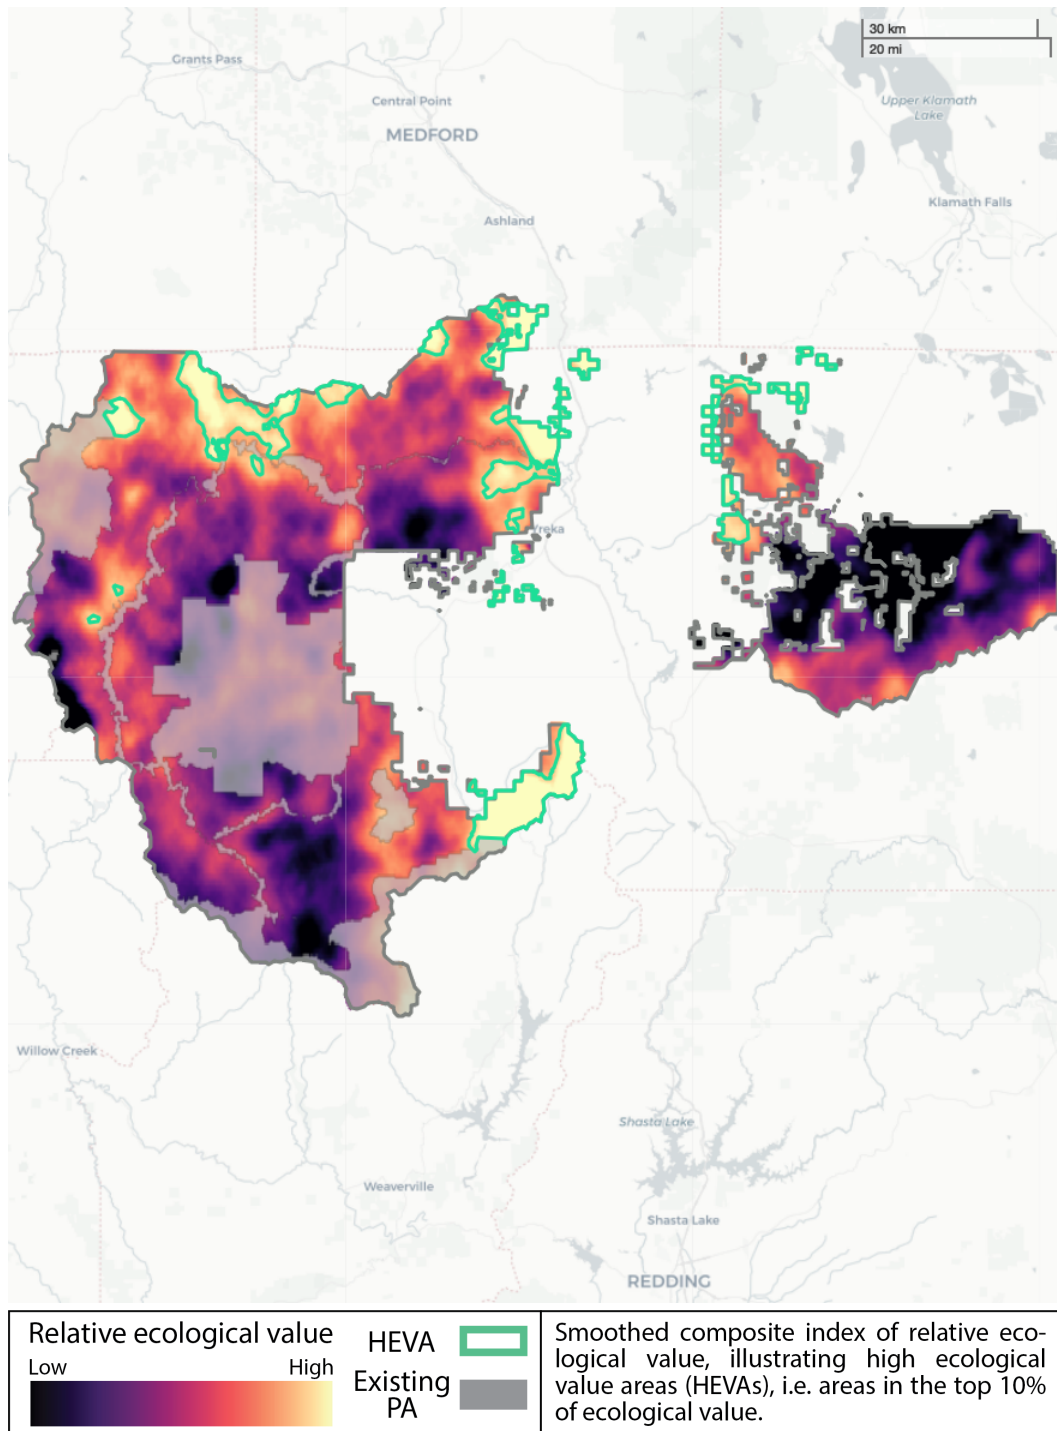 30 km
20 mi
Grants Pass
Central Point
MEDFORD
Upper Klamath
Lake
Klamath Falls
Ashland
Yreka
Willow Creek
Shasta Lake
Weaverville
Shasta Lake
REDDING
Relative ecological value
Low High
HEVA
Existing
PA
Smoothed composite index of relative eco-
logical value, illustrating high ecological
value areas (HEVAs), i.e. areas in the top 10%
of ecological value.